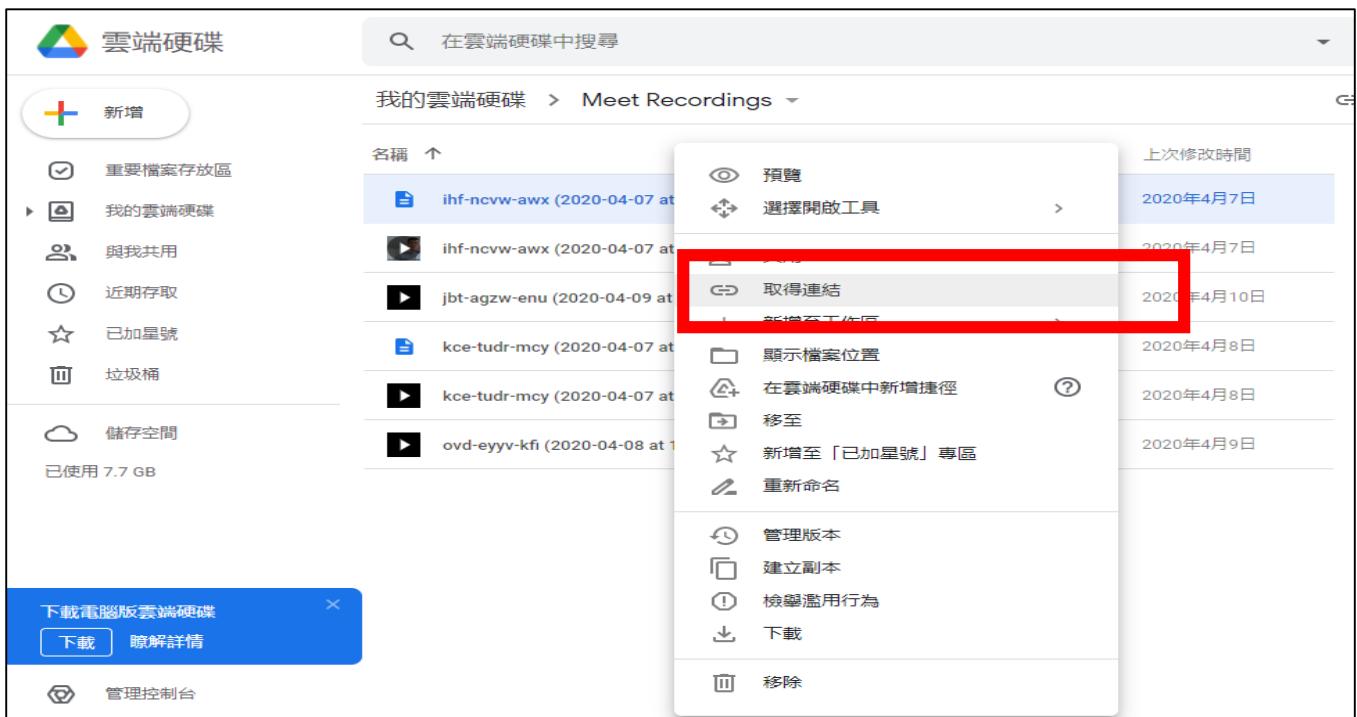 雲端硬碟
在雲端硬碟中搜尋
新增
我的雲端硬碟 > Meet Recordings
重要檔案存放區
我的雲端硬碟
與我共用
近期存取
已加星號
垃圾桶
儲存空間
已使用 7.7 GB
下載電腦版雲端硬碟
下載 瞭解詳情
管理控制台
名稱 上次修改時間
ihf-ncvw-awx (2020-04-07 at 2020年4月7日
ihf-ncvw-awx (2020-04-07 at 2020年4月7日
jbt-agzw-enu (2020-04-09 at 2020年4月10日
kce-tudr-mcy (2020-04-07 at 2020年4月8日
kce-tudr-mcy (2020-04-07 at 2020年4月8日
ovd-eyyv-kfi (2020-04-08 at 1 2020年4月9日
預覽
選擇開啟工具
取得連結
新增至工作區
顯示檔案位置
在雲端硬碟中新增捷徑
移至
新增至「已加星號」專區
重新命名
管理版本
建立副本
檢舉濫用行為
下載
移除